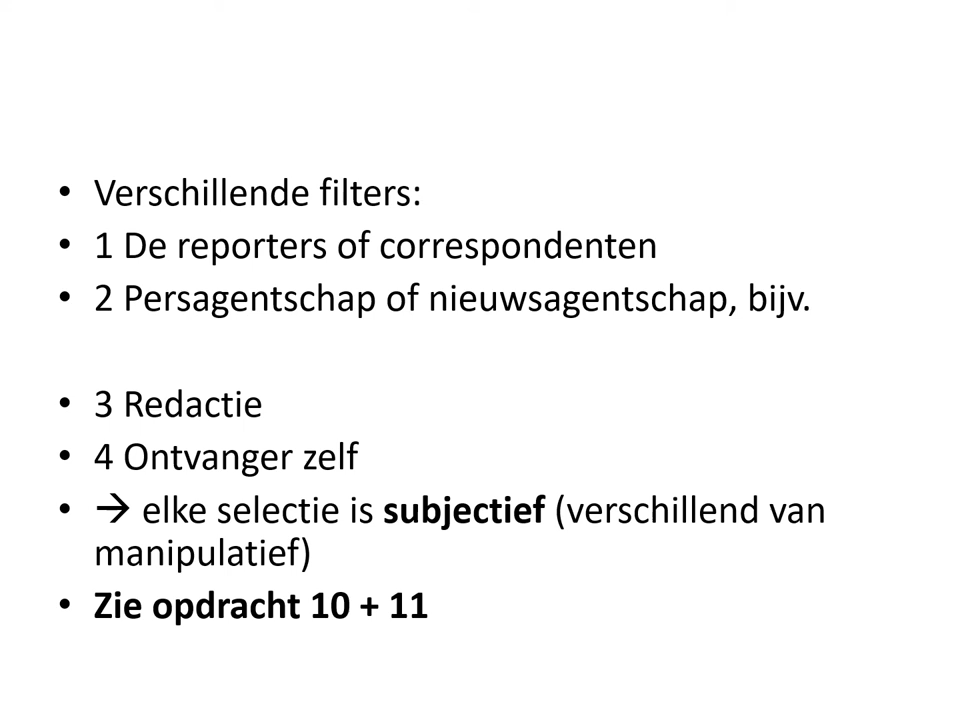 • Verschillende filters:
• 1 De reporters of correspondenten
• 2 Persagentschap of nieuwsagentschap, bijv.
• 3 Redactie
• 4 Ontvanger zelf
• → elke selectie is subjectief (verschillend van
manipulatief)
• Zie opdracht 10 + 11